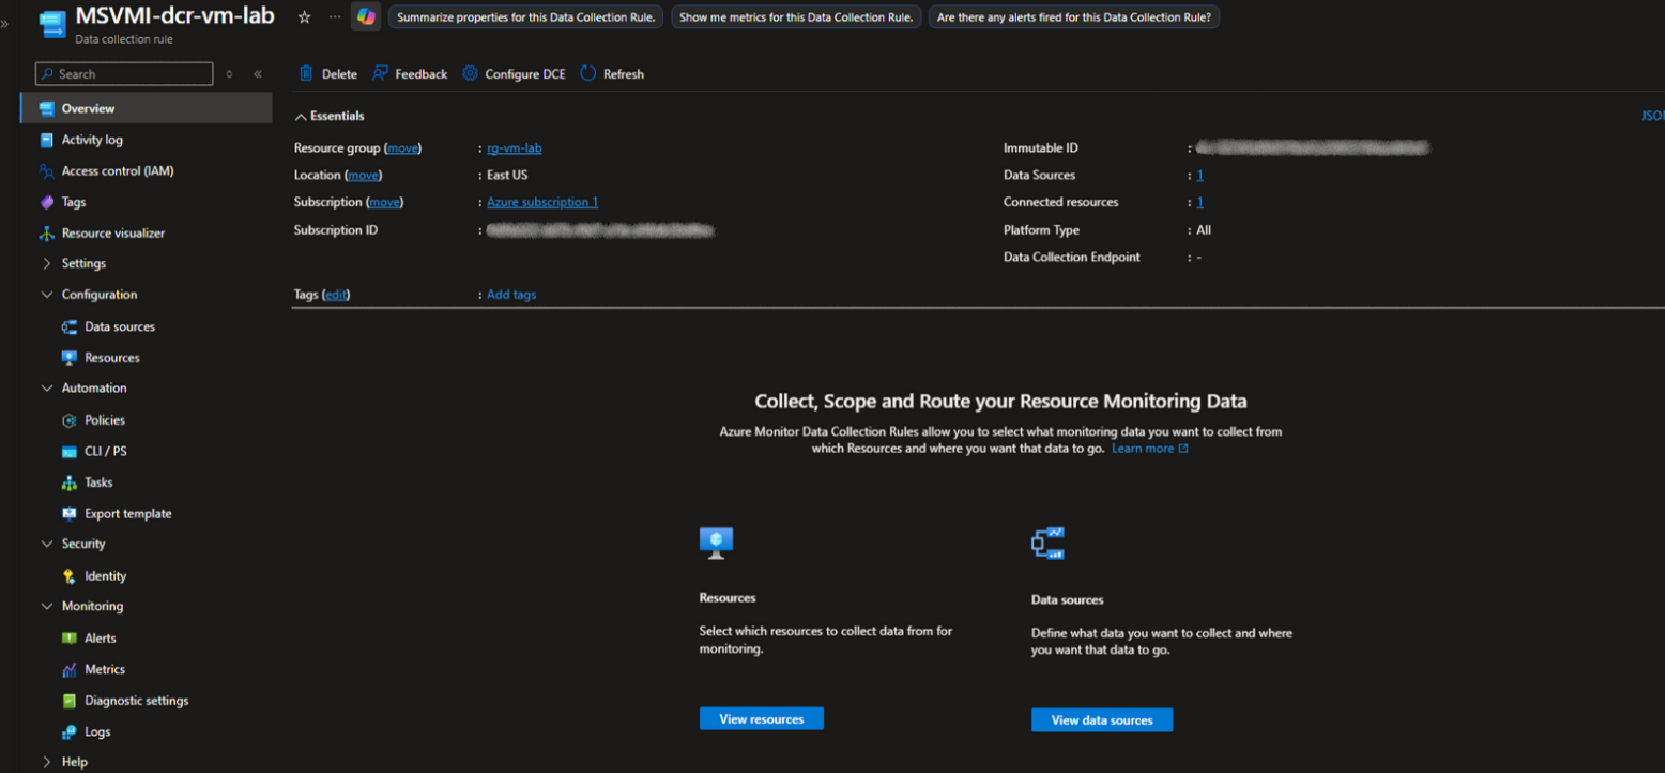 MSVMI-dcr-vm-lab
Data collection rule
Summarize properties for this Data Collection Rule.
Show me metrics for this Data Collection Rule.
Are there any alerts fired for this Data Collection Rule?
Search
Delete
Feedback
Configure DCE
Refresh
Overview
Activity log
Access control (IAM)
Tags
Resource visualizer
Settings
Configuration
Data sources
Resources
Automation
Policies
CLI / PS
Tasks
Export template
Security
Identity
Monitoring
Alerts
Metrics
Diagnostic settings
Logs
Help
Essentials
JSON
Resource group (move) : rg-vm-lab
Location (move) : East US
Subscription (move) : Azure subscription 1
Subscription ID :
Tags (edit) : Add tags
Immutable ID :
Data Sources : 1
Connected resources : 1
Platform Type : All
Data Collection Endpoint : -
Collect, Scope and Route your Resource Monitoring Data
Azure Monitor Data Collection Rules allow you to select what monitoring data you want to collect from
which Resources and where you want that data to go. Learn more
Resources
Select which resources to collect data from for
monitoring.
View resources
Data sources
Define what data you want to collect and where
you want that data to go.
View data sources